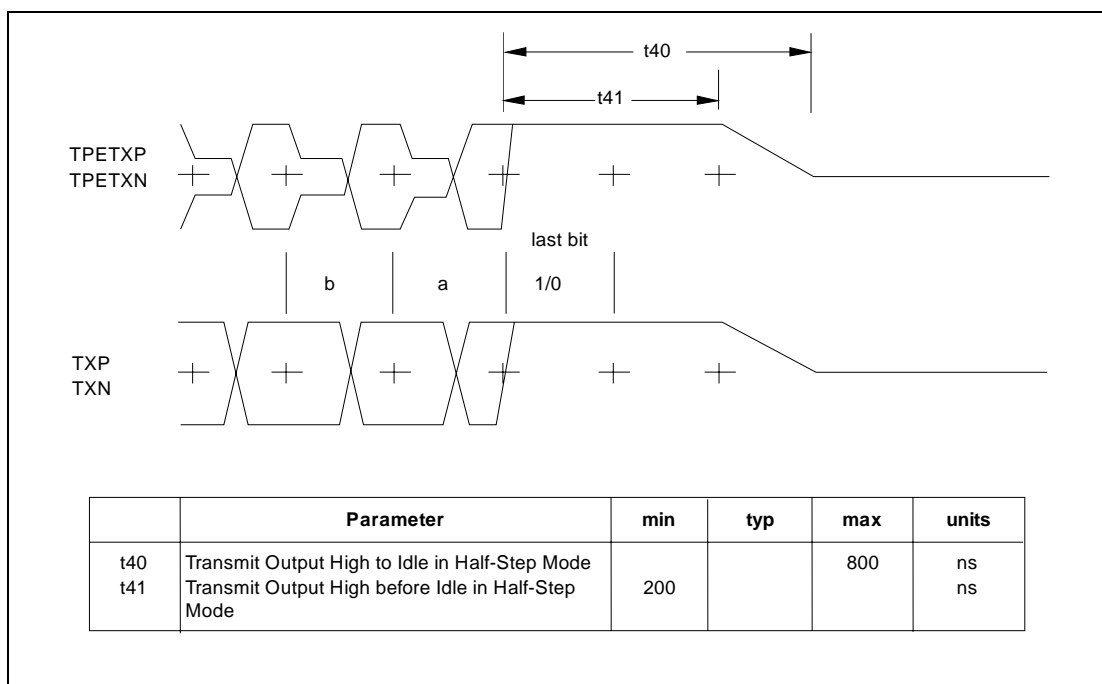 t40
t41
TPETXP
TPETXN
last bit
b a 1/0
TXP
TXN
Parameter min typ max units
t40 Transmit Output High to Idle in Half-Step Mode 800 ns
t41 Transmit Output High before Idle in Half-Step 200 ns
Mode